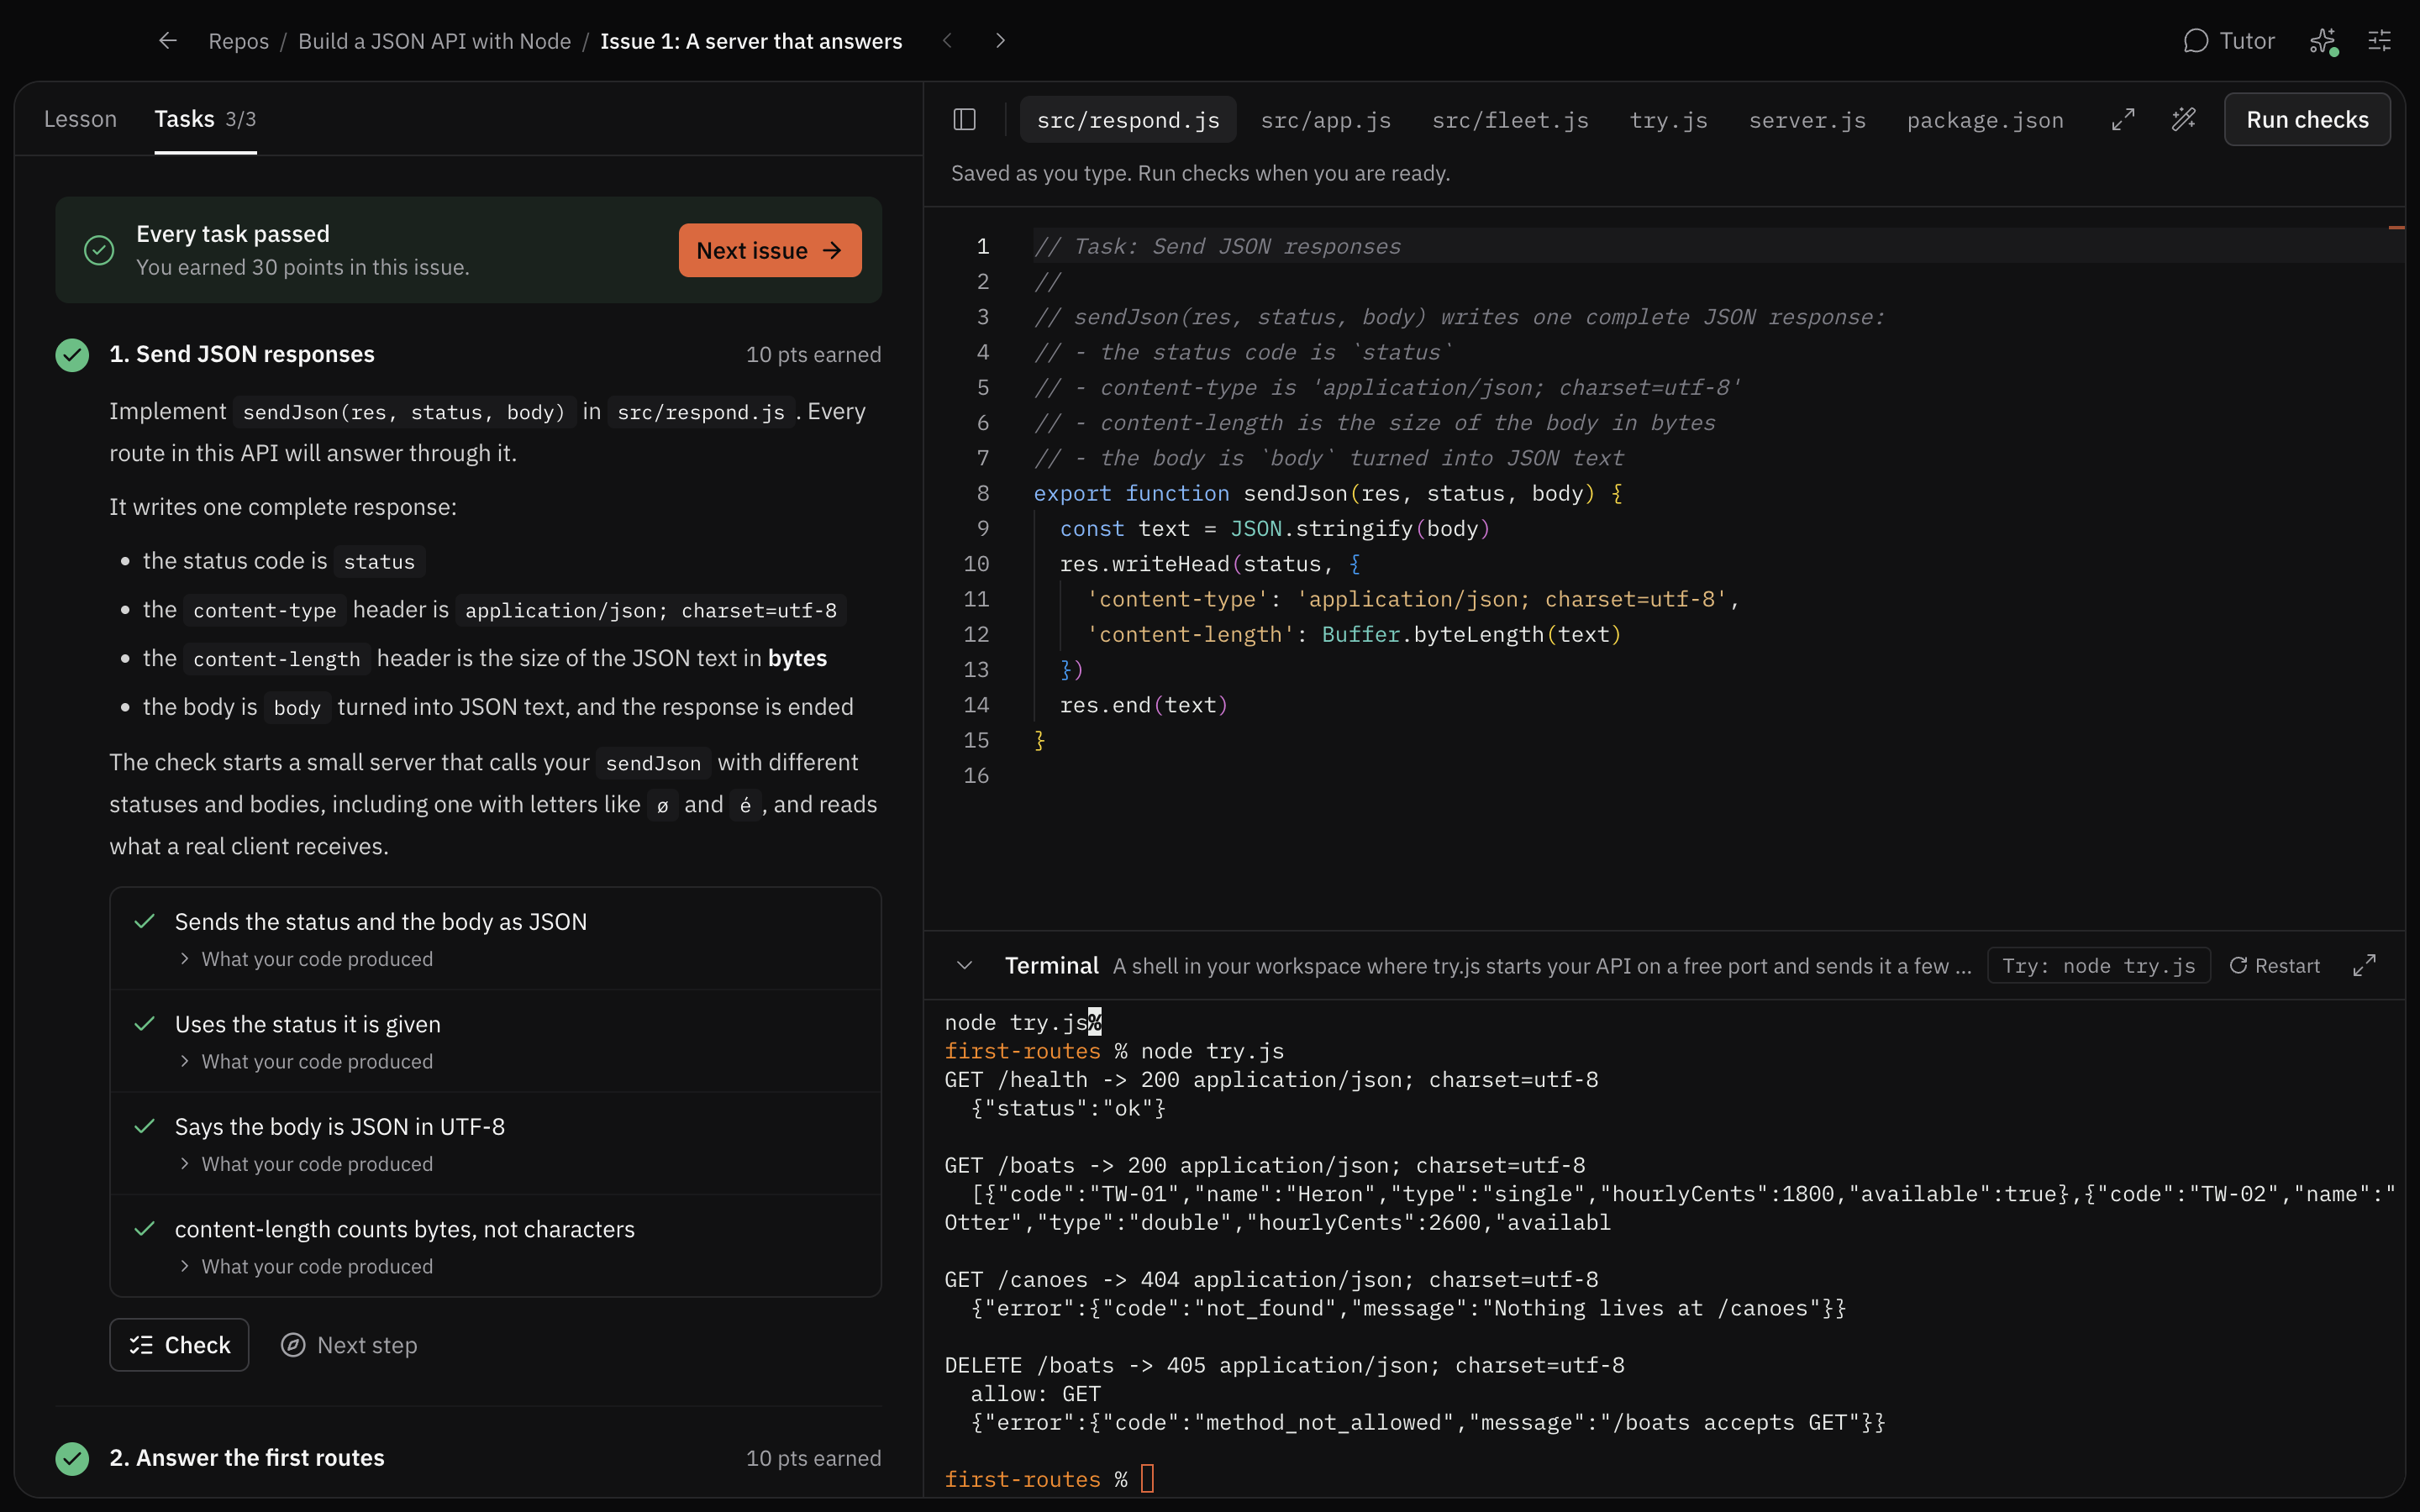 Repos / Build a JSON API with Node / Issue 1: A server that answers
Tutor
Lesson
Tasks 3/3
Every task passed
You earned 30 points in this issue.
Next issue
1. Send JSON responses
10 pts earned
Implement sendJson(res, status, body) in src/respond.js. Every
route in this API will answer through it.
It writes one complete response:
• the status code is status
• the content-type header is application/json; charset=utf-8
• the content-length header is the size of the JSON text in bytes
• the body is body turned into JSON text, and the response is ended
The check starts a small server that calls your sendJson with different
statuses and bodies, including one with letters like ø and é, and reads
what a real client receives.
Sends the status and the body as JSON
What your code produced
Uses the status it is given
What your code produced
Says the body is JSON in UTF-8
What your code produced
content-length counts bytes, not characters
What your code produced
Check
Next step
2. Answer the first routes
10 pts earned
src/respond.js
src/app.js
src/fleet.js
try.js
server.js
package.json
Run checks
Saved as you type. Run checks when you are ready.
1 // Task: Send JSON responses
2 //
3 // sendJson(res, status, body) writes one complete JSON response:
4 // - the status code is `status`
5 // - content-type is 'application/json; charset=utf-8'
6 // - content-length is the size of the body in bytes
7 // - the body is `body` turned into JSON text
8 export function sendJson(res, status, body) {
9 const text = JSON.stringify(body)
10 res.writeHead(status, {
11 'content-type': 'application/json; charset=utf-8',
12 'content-length': Buffer.byteLength(text)
13 })
14 res.end(text)
15 }
16
Terminal
A shell in your workspace where try.js starts your API on a free port and sends it a few ...
Try: node try.js
Restart
node try.js%
first-routes % node try.js
GET /health -> 200 application/json; charset=utf-8
{"status":"ok"}
GET /boats -> 200 application/json; charset=utf-8
[{"code":"TW-01","name":"Heron","type":"single","hourlyCents":1800,"available":true},{"code":"TW-02","name":"
Otter","type":"double","hourlyCents":2600,"availabl
GET /canoes -> 404 application/json; charset=utf-8
{"error":{"code":"not_found","message":"Nothing lives at /canoes"}}
DELETE /boats -> 405 application/json; charset=utf-8
allow: GET
{"error":{"code":"method_not_allowed","message":"/boats accepts GET"}}
first-routes %